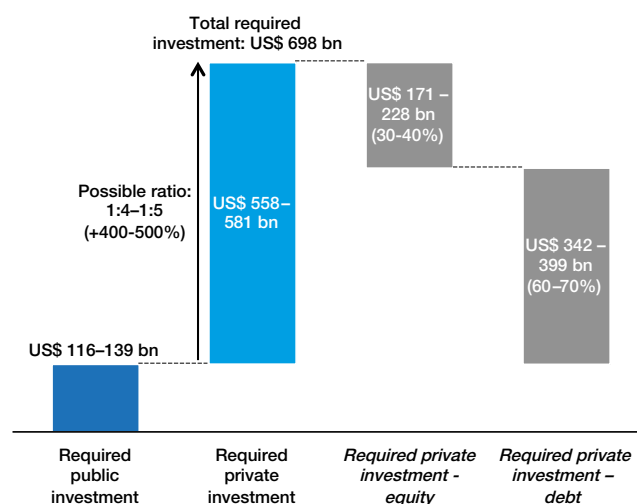 Total required
investment: US$ 698 bn
US$ 171 –
228 bn
(30-40%)
Possible ratio:
1:4–1:5
(+400-500%)
US$ 558–
581 bn
US$ 342 –
399 bn
(60–70%)
US$ 116–139 bn
Required
public
investment
Required
private
investment
Required private
investment -
equity
Required private
investment –
debt